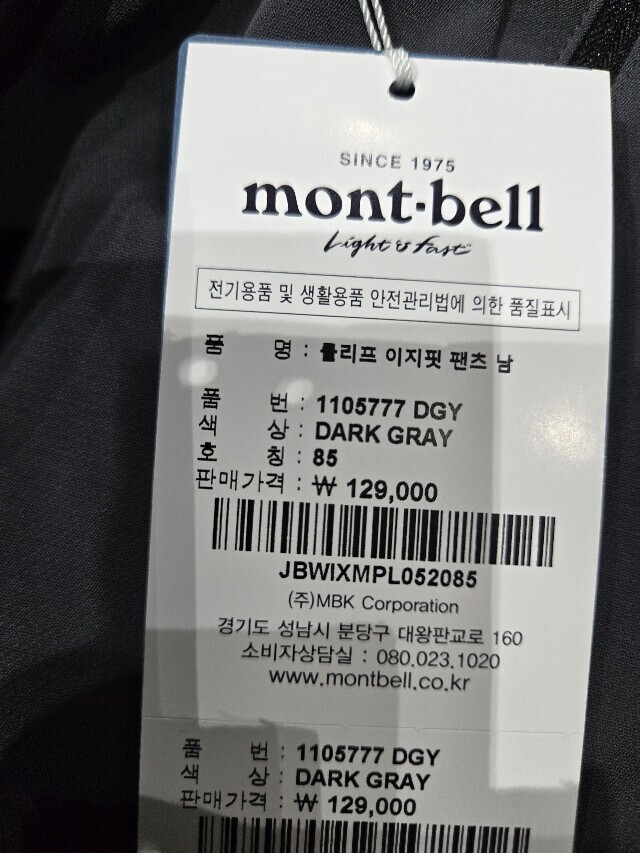 SINCE 1975
mont-bell
Light & Fast
전기용품 및 생활용품 안전관리법에 의한 품질표시
품 명 : 클리프 이지핏 팬츠 남
품 번 : 1105777 DGY
색 상 : DARK GRAY
호 칭 : 85
판매가격 : ₩ 129,000
JBWIXMPL052085
(주)MBK Corporation
경기도 성남시 분당구 대왕판교로 160
소비자상담실 : 080.023.1020
www.montbell.co.kr
품 번 : 1105777 DGY
색 상 : DARK GRAY
판매가격 : ₩ 129,000